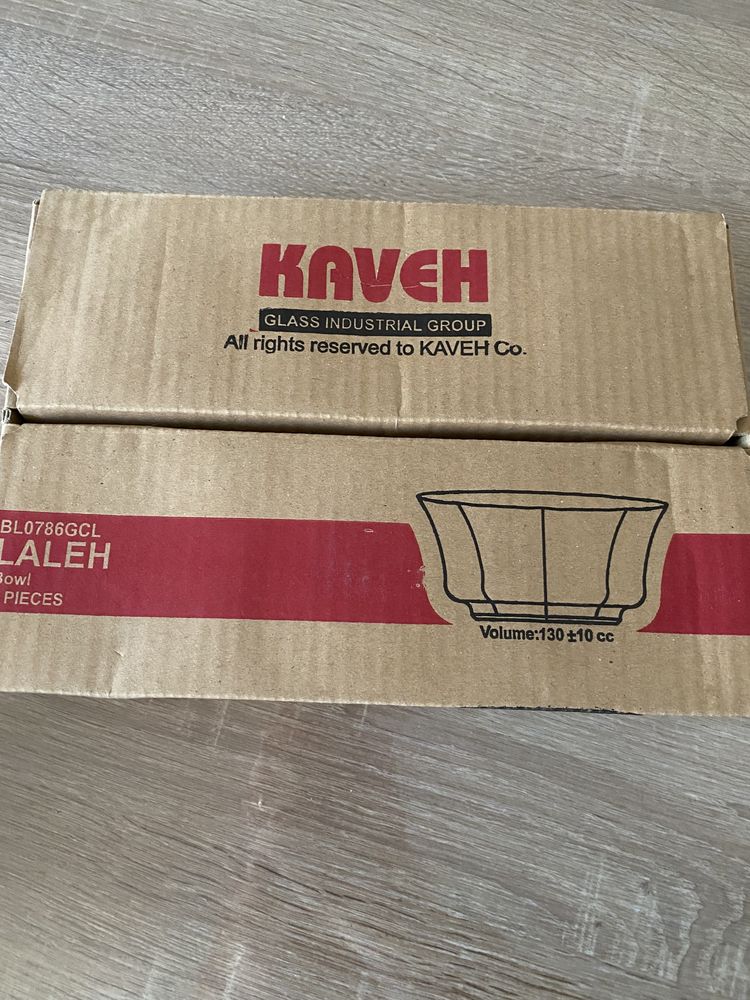 KAVEH
GLASS INDUSTRIAL GROUP
All rights reserved to KAVEH Co.
BL0786GCL
LALEH
Bowl
PIECES
Volume:130 ±10 cc